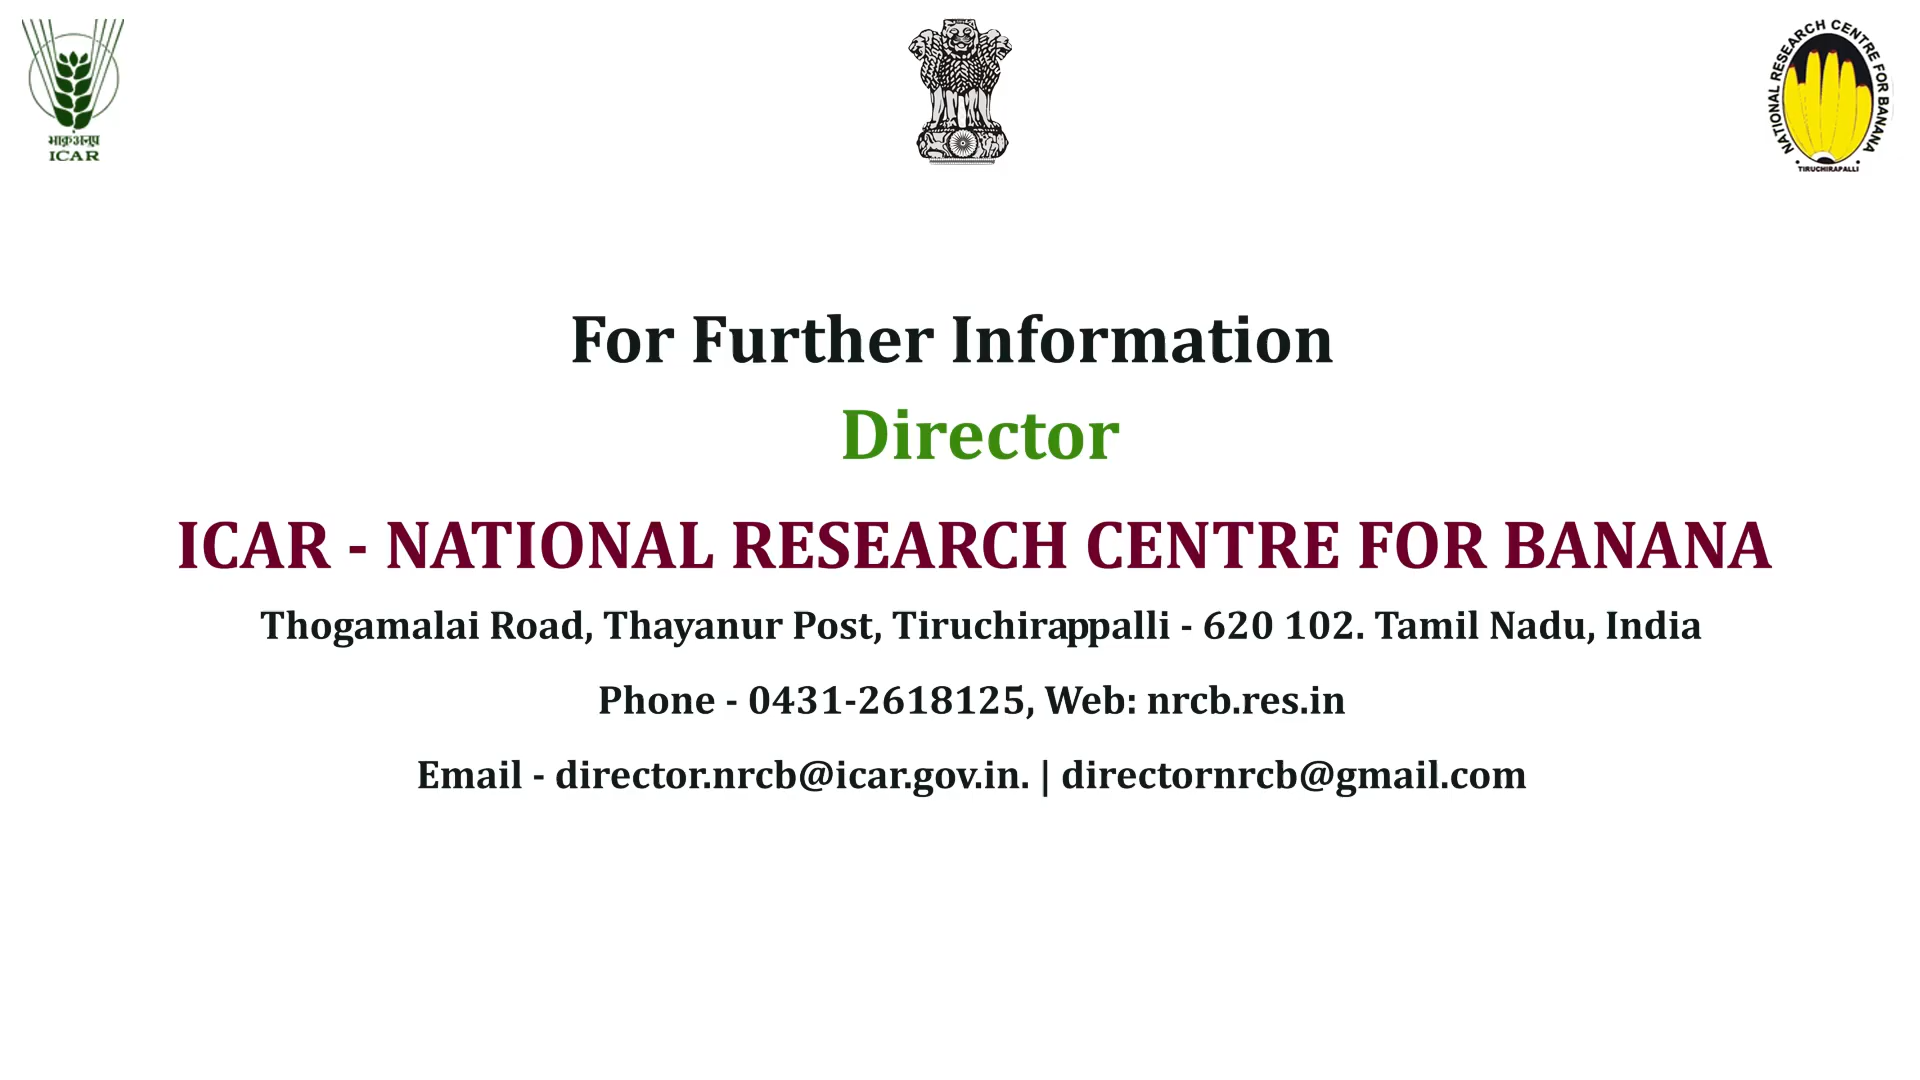 भाकृअनुप
ICAR
NATIONAL RESEARCH CENTRE FOR BANANA
TIRUCHIRAPALLI
For Further Information
Director
ICAR - NATIONAL RESEARCH CENTRE FOR BANANA
Thogamalai Road, Thayanur Post, Tiruchirappalli - 620 102. Tamil Nadu, India
Phone - 0431-2618125, Web: nrcb.res.in
Email - director.nrcb@icar.gov.in. | directornrcb@gmail.com